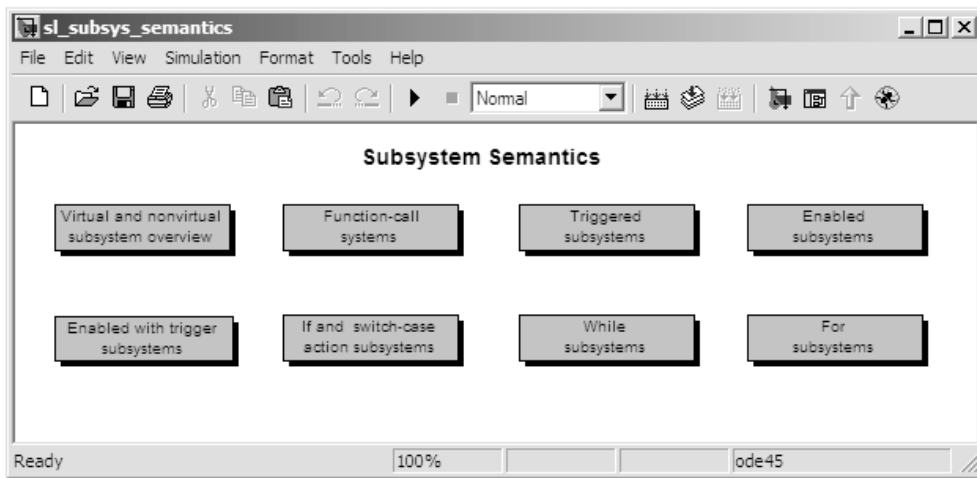 sl_subsys_semantics
File Edit View Simulation Format Tools Help
Normal
Subsystem Semantics
Virtual and nonvirtual
subsystem overview
Function-call
systems
Triggered
subsystems
Enabled
subsystems
Enabled with trigger
subsystems
If and switch-case
action subsystems
While
subsystems
For
subsystems
Ready
100%
ode45